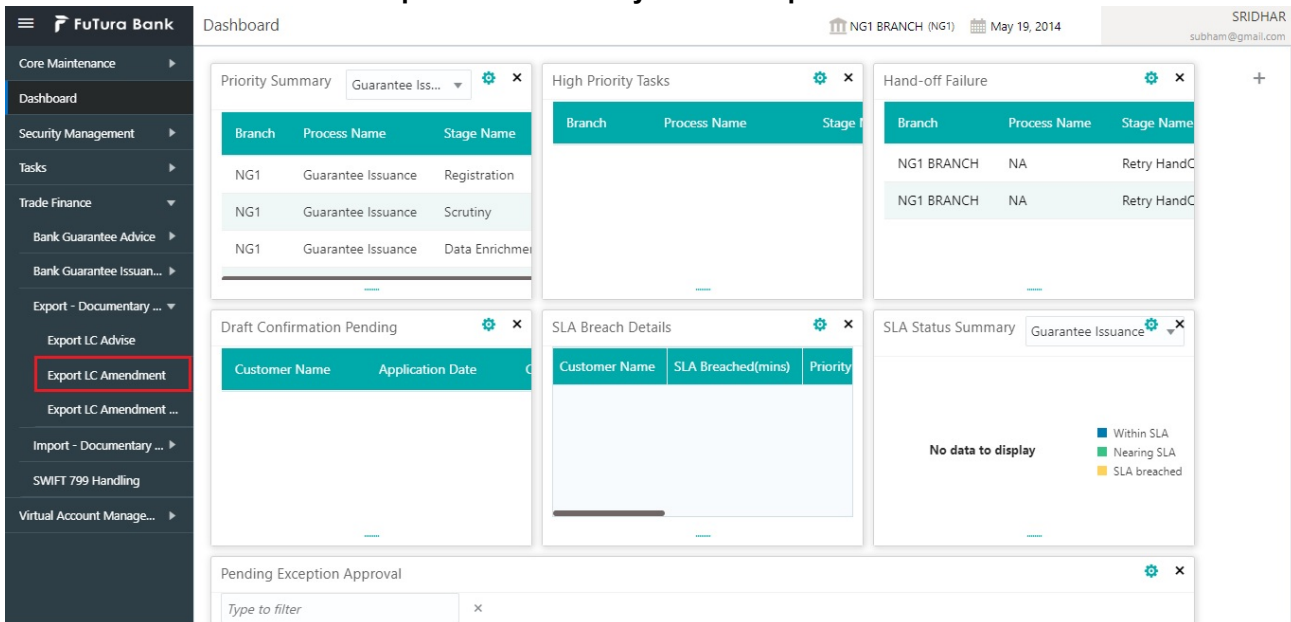 FuTura Bank
Dashboard
NG1 BRANCH (NG1)
May 19, 2014
SRIDHAR
subham@gmail.com
Core Maintenance
Dashboard
Security Management
Tasks
Trade Finance
Bank Guarantee Advice
Bank Guarantee Issuan...
Export - Documentary ...
Export LC Advise
Export LC Amendment
Export LC Amendment ...
Import - Documentary ...
SWIFT 799 Handling
Virtual Account Manage...
Priority Summary
Guarantee Iss...
Branch Process Name Stage Name
NG1 Guarantee Issuance Registration
NG1 Guarantee Issuance Scrutiny
NG1 Guarantee Issuance Data Enrichme
High Priority Tasks
Branch Process Name Stage
Hand-off Failure
Branch Process Name Stage Name
NG1 BRANCH NA Retry Hand
NG1 BRANCH NA Retry Hand
Draft Confirmation Pending
Customer Name Application Date
SLA Breach Details
Customer Name SLA Breached(mins) Priority
SLA Status Summary
Guarantee Issuance
No data to display
Within SLA
Nearing SLA
SLA breached
Pending Exception Approval
Type to filter